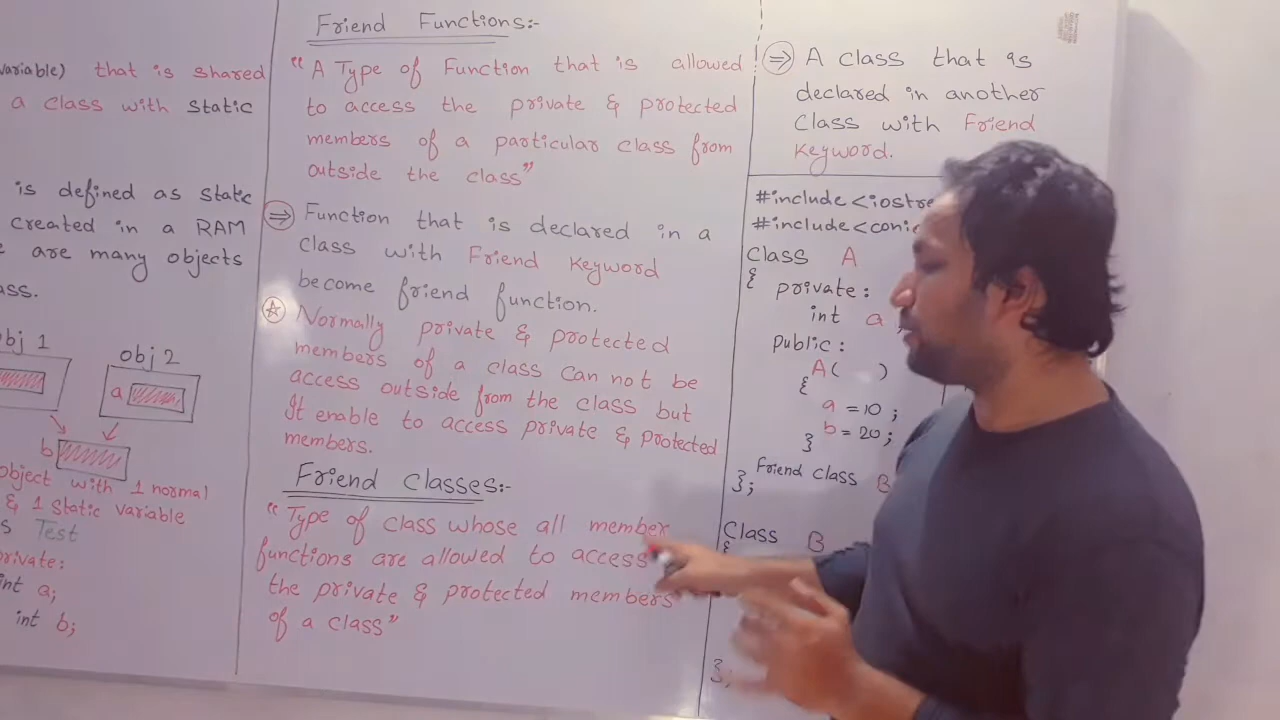 variable) that is shared
a class with static
is defined as static
created in a RAM
are many objects
obj 2
a
b
object with 1 normal
& 1 static variable
Test
private:
int a;
int b;
Friend Functions:-
"A Type of Function that is allowed
to access the private & protected
members of a particular class from
outside the class"
⇒ Function that is declared in a
class with Friend Keyword
become friend function.
☆ Normally private & protected
members of a class can not be
access outside from the class but
It enable to access private & protected
members.
Friend Classes:-
"Type of class whose all member
functions are allowed to access
the private & protected members
of a class"
⇒ A class that is
declared in another
class with Friend
Keyword.
#include<iostre
#include<coni
Class A
{ private:
int a
public:
A( )
{
a = 10 ;
b = 20 ;
}
Friend class B
};
Class B
{
};